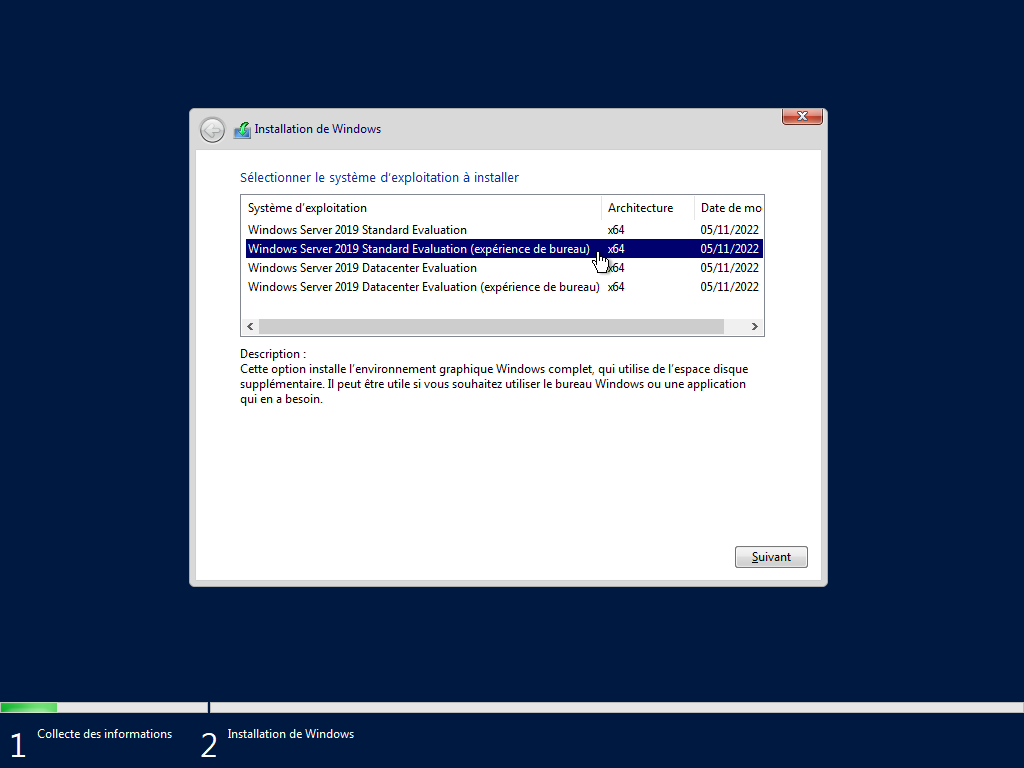 Installation de Windows
Sélectionner le système d'exploitation à installer
Système d'exploitation Architecture Date de mo
Windows Server 2019 Standard Evaluation x64 05/11/2022
Windows Server 2019 Standard Evaluation (expérience de bureau) x64 05/11/2022
Windows Server 2019 Datacenter Evaluation x64 05/11/2022
Windows Server 2019 Datacenter Evaluation (expérience de bureau) x64 05/11/2022
Description :
Cette option installe l'environnement graphique Windows complet, qui utilise de l'espace disque
supplémentaire. Il peut être utile si vous souhaitez utiliser le bureau Windows ou une application
qui en a besoin.
Suivant
1 Collecte des informations 2 Installation de Windows